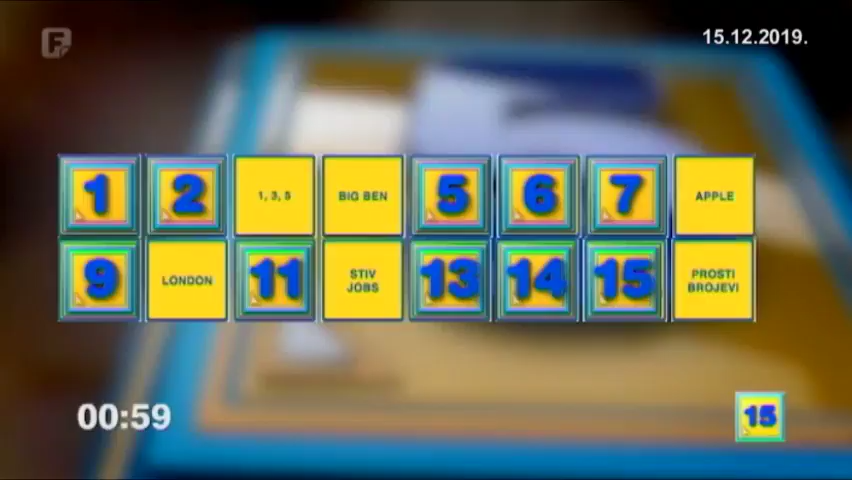 F
15.12.2019.
1 2 1, 3, 5 BIG BEN 5 6 7 APPLE
9 LONDON 11 STIV JOBS 13 14 15 PROSTI BROJEVI
00:59
15